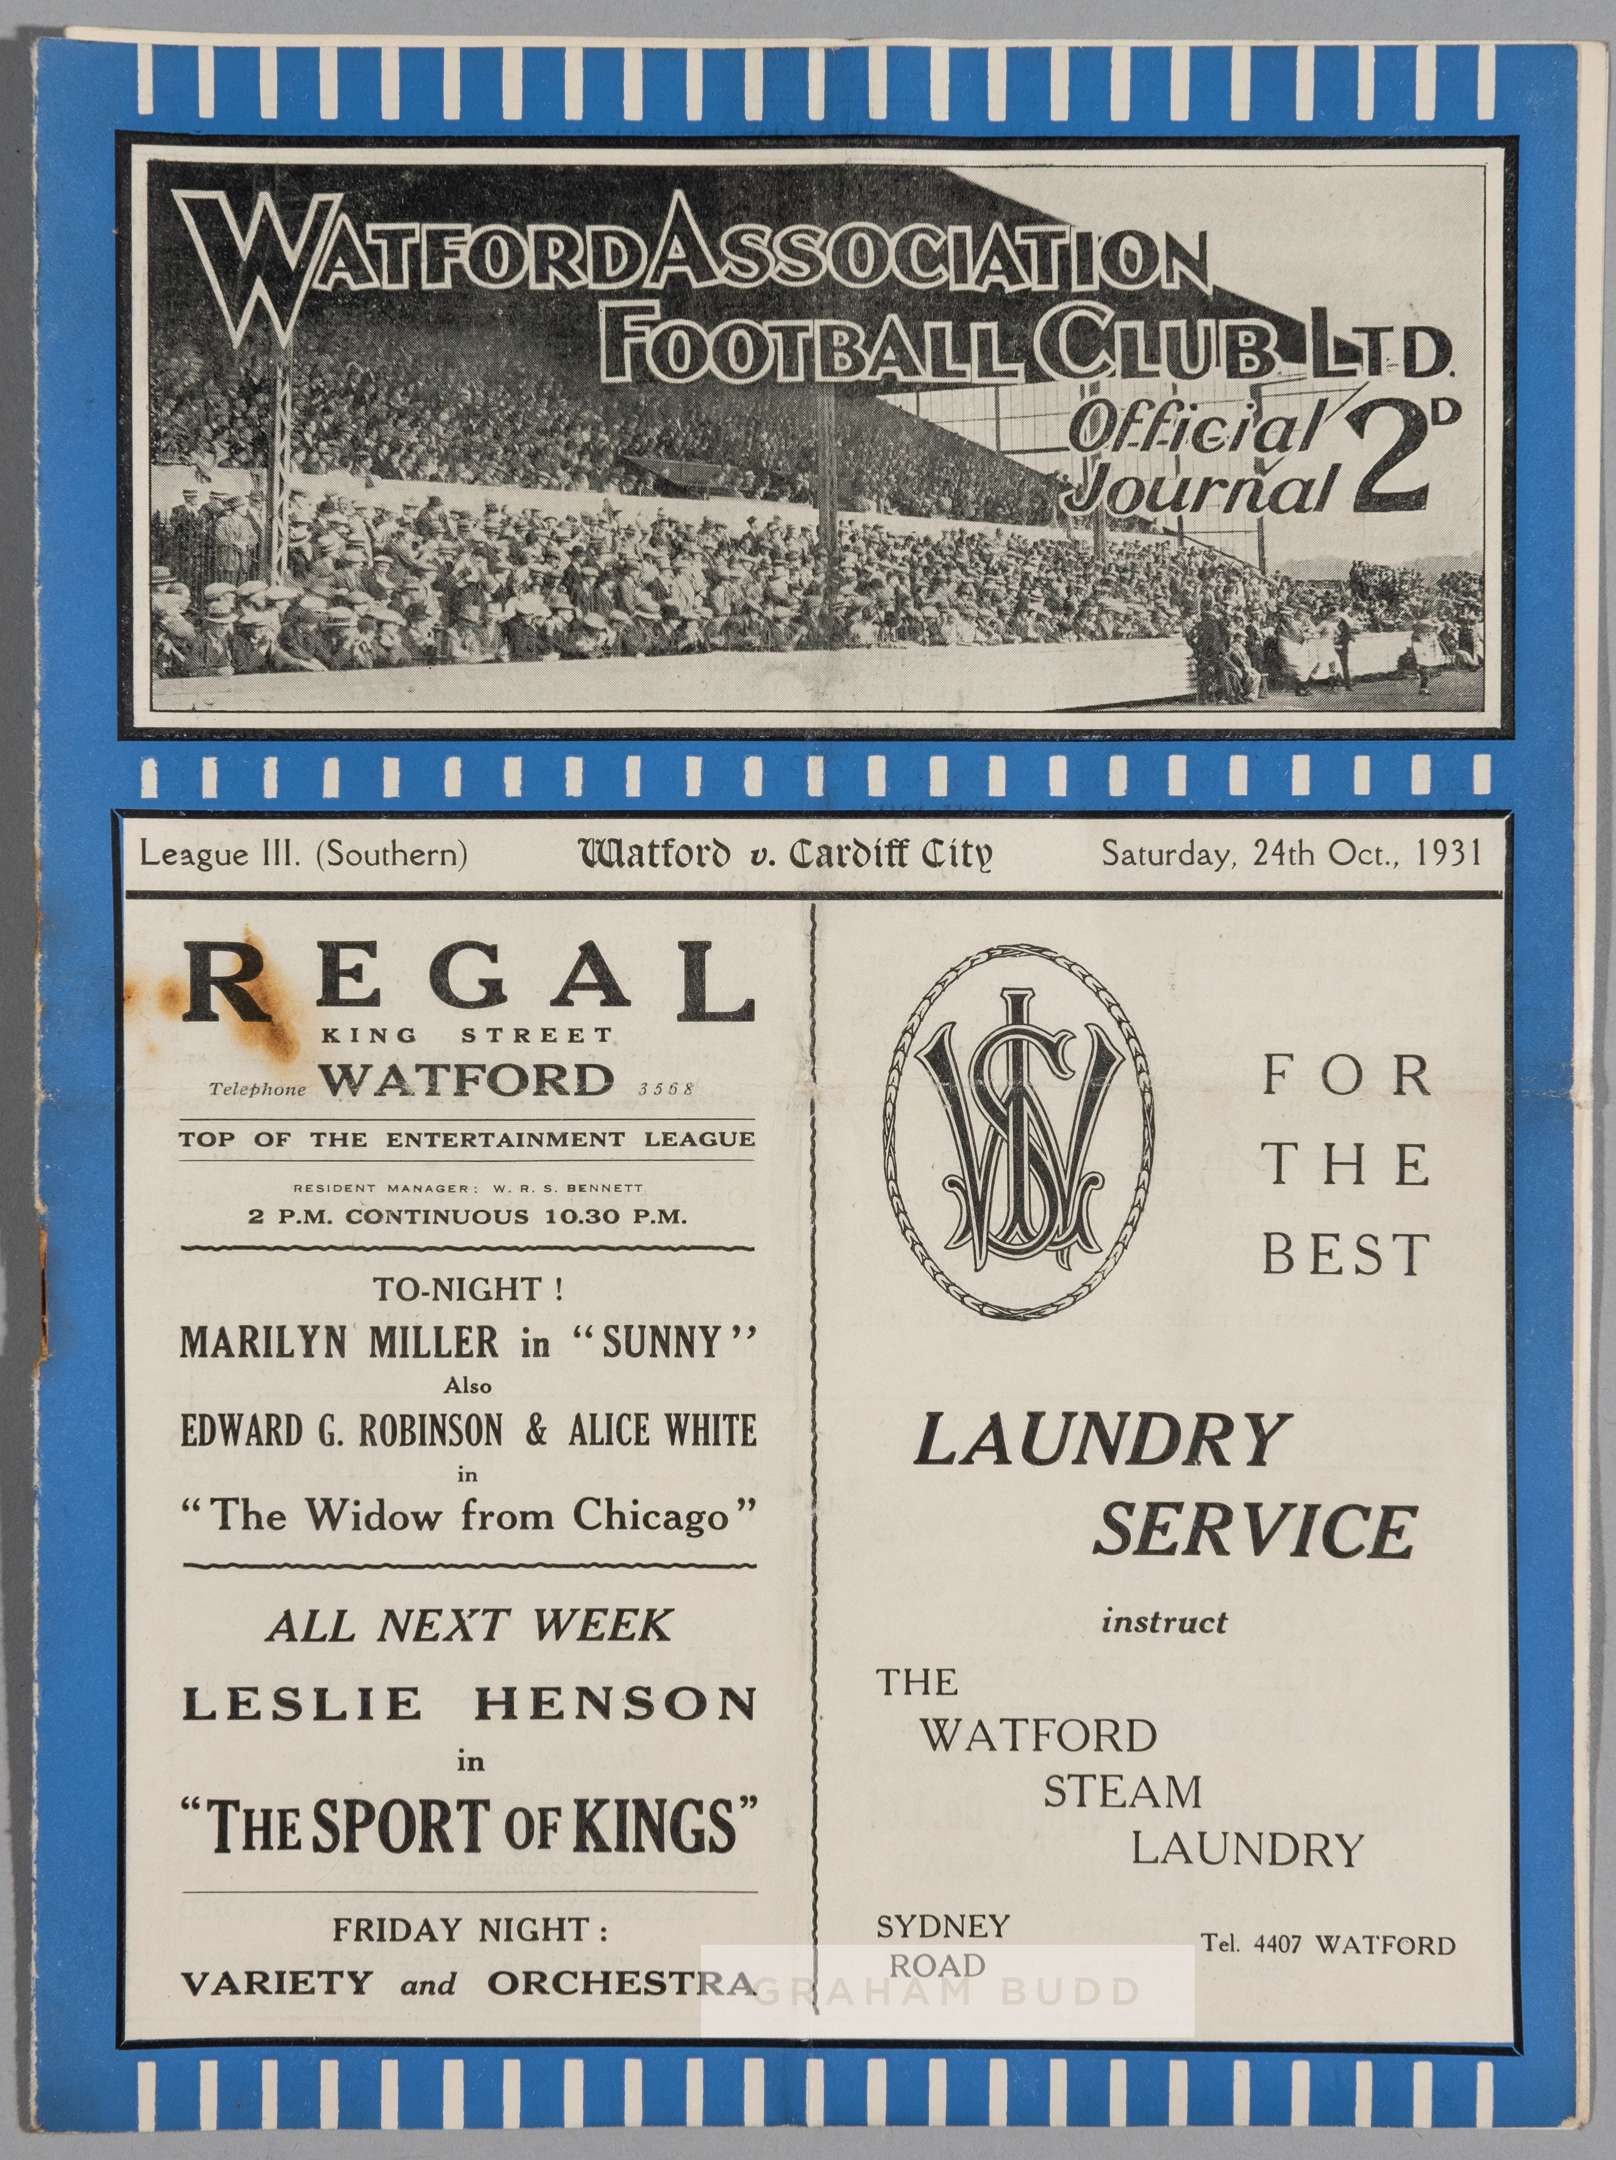 WATFORD ASSOCIATION
FOOTBALL CLUB LTD.
Official
Journal 2D
League III. (Southern) Watford v. Cardiff City Saturday, 24th Oct., 1931
REGAL
KING STREET
Telephone WATFORD 3568
TOP OF THE ENTERTAINMENT LEAGUE
RESIDENT MANAGER: W. R. S. BENNETT
2 P.M. CONTINUOUS 10.30 P.M.
TO-NIGHT!
MARILYN MILLER in "SUNNY"
Also
EDWARD G. ROBINSON & ALICE WHITE
in
"The Widow from Chicago"
ALL NEXT WEEK
LESLIE HENSON
in
"THE SPORT OF KINGS"
FRIDAY NIGHT:
VARIETY and ORCHESTRA
WSL
FOR
THE
BEST
LAUNDRY
SERVICE
instruct
THE
WATFORD
STEAM
LAUNDRY
SYDNEY
ROAD
Tel. 4407 WATFORD
GRAHAM BUDD